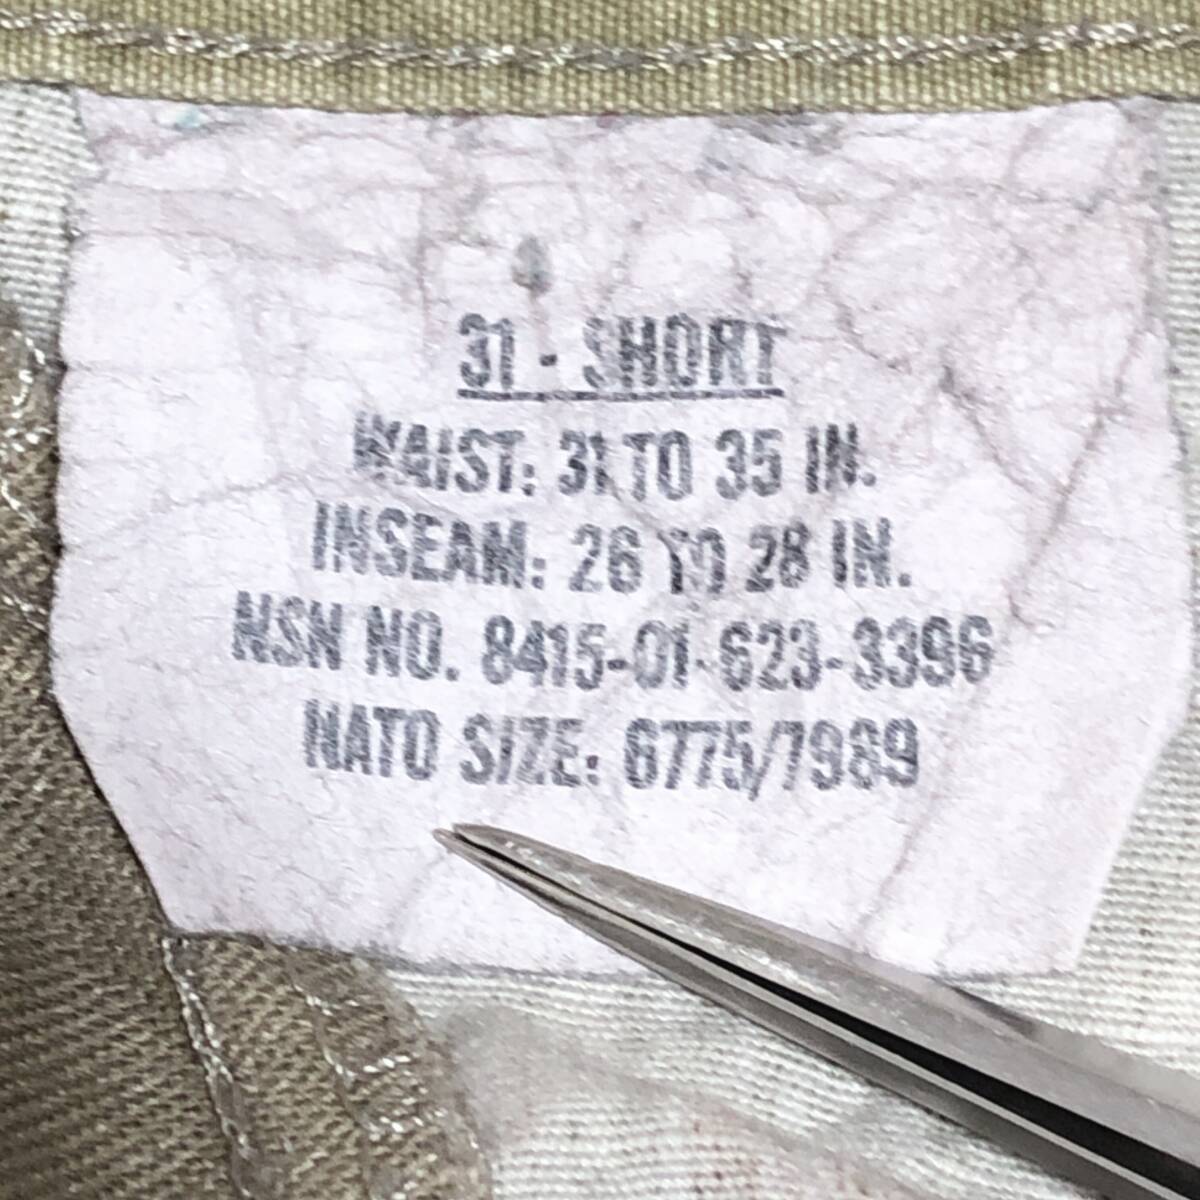 31 - SHORT
WAIST: 31 TO 35 IN.
INSEAM: 26 TO 28 IN.
NSN NO. 8415-01-623-3396
NATO SIZE: 6775/7989